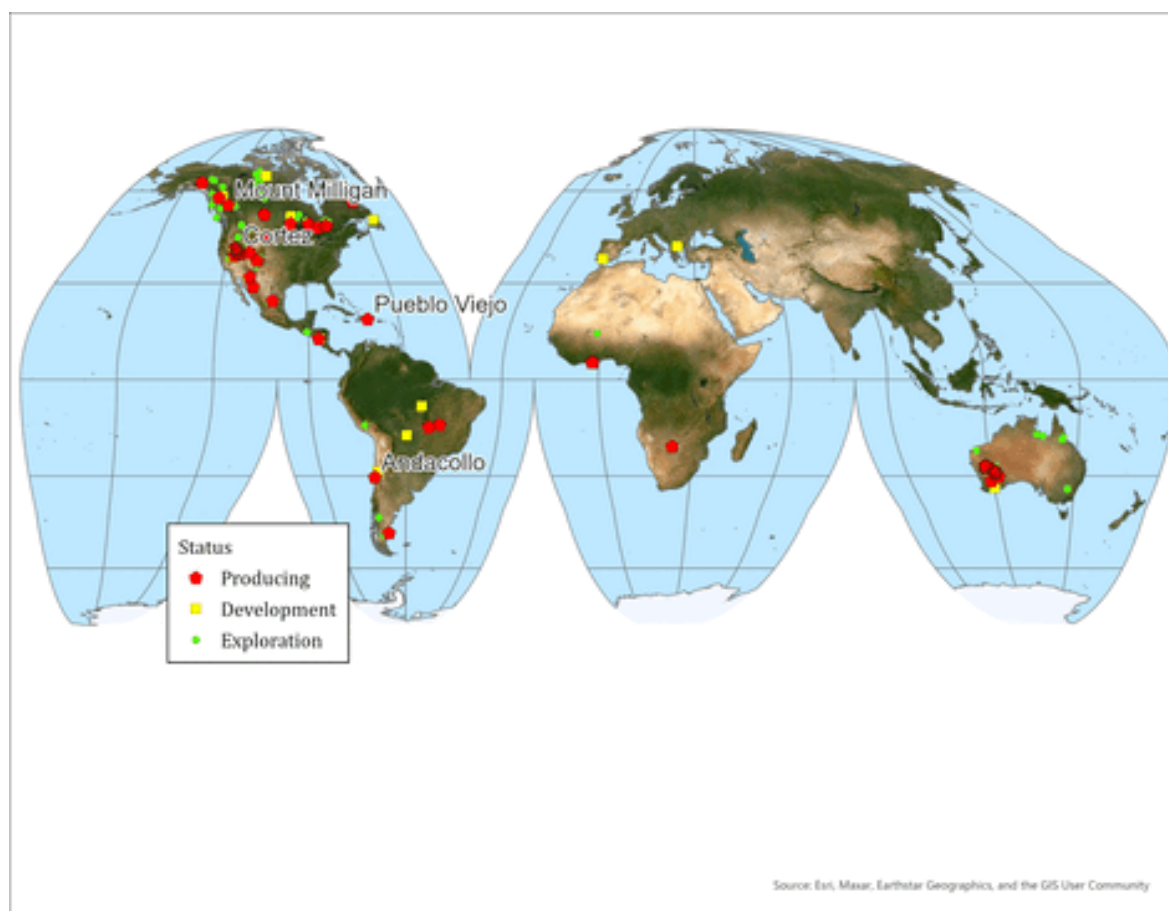 Mount Milligan
Cortez
Pueblo Viejo
Andacollo
Status
Producing
Development
Exploration
Source: Esri, Maxar, Earthstar Geographics, and the GIS User Community